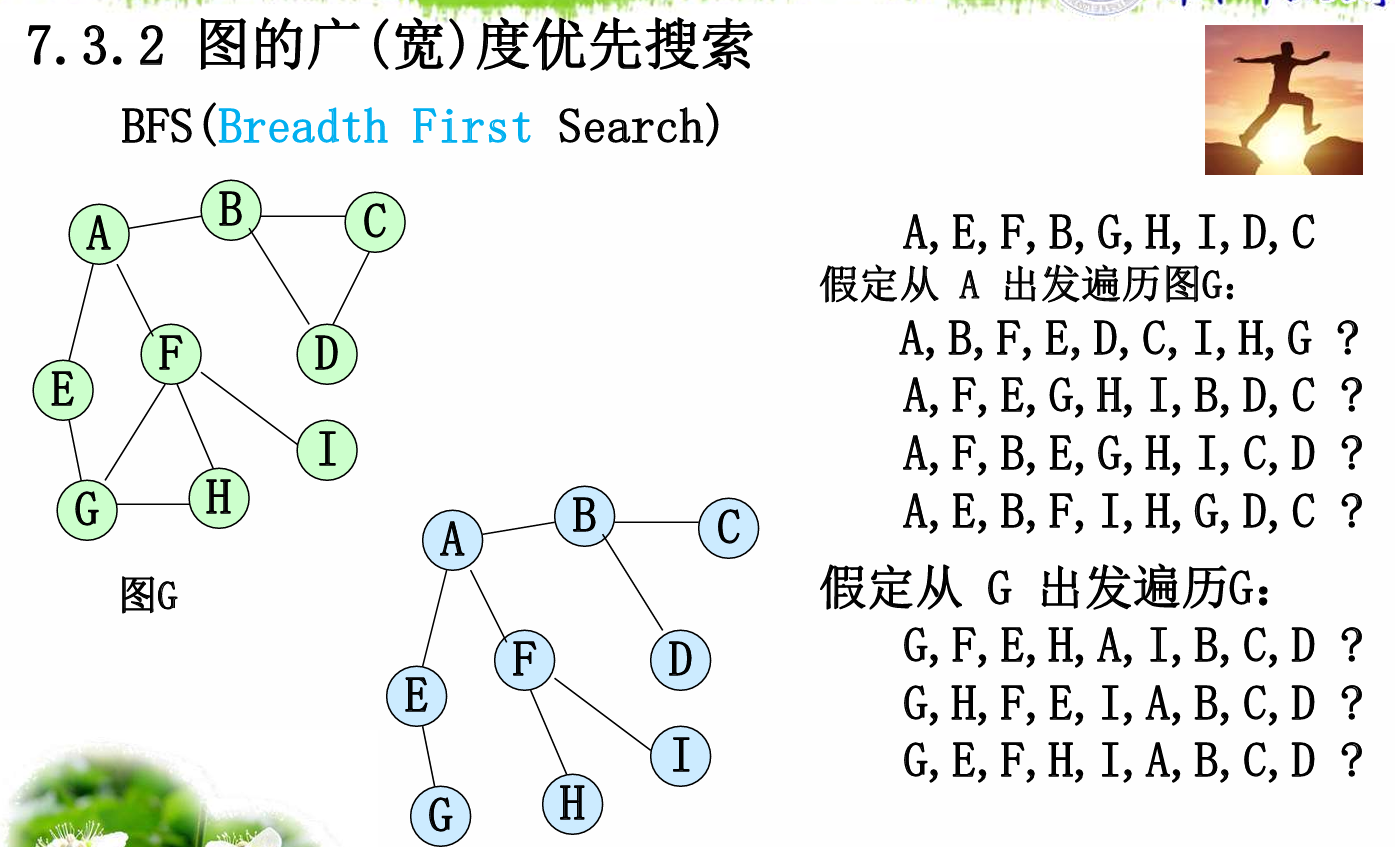 7.3.2 图的广(宽)度优先搜索
BFS(Breadth First Search)
A
B
C
E
F
D
I
G
H
图G
A
B
C
E
F
D
I
G
H
A,E,F,B,G,H,I,D,C
假定从 A 出发遍历图G：
A,B,F,E,D,C,I,H,G ?
A,F,E,G,H,I,B,D,C ?
A,F,B,E,G,H,I,C,D ?
A,E,B,F,I,H,G,D,C ?
假定从 G 出发遍历G：
G,F,E,H,A,I,B,C,D ?
G,H,F,E,I,A,B,C,D ?
G,E,F,H,I,A,B,C,D ?